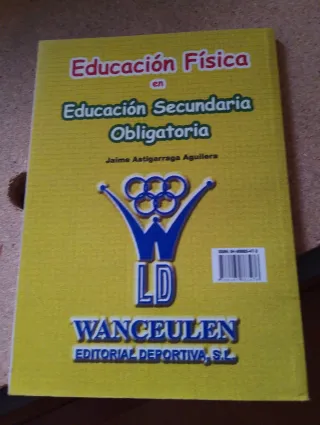 Educación Física
en
Educación Secundaria
Obligatoria
Jaime Astigarraga Aguilera
W
LD
WANCEULEN
EDITORIAL DEPORTIVA, S.L.